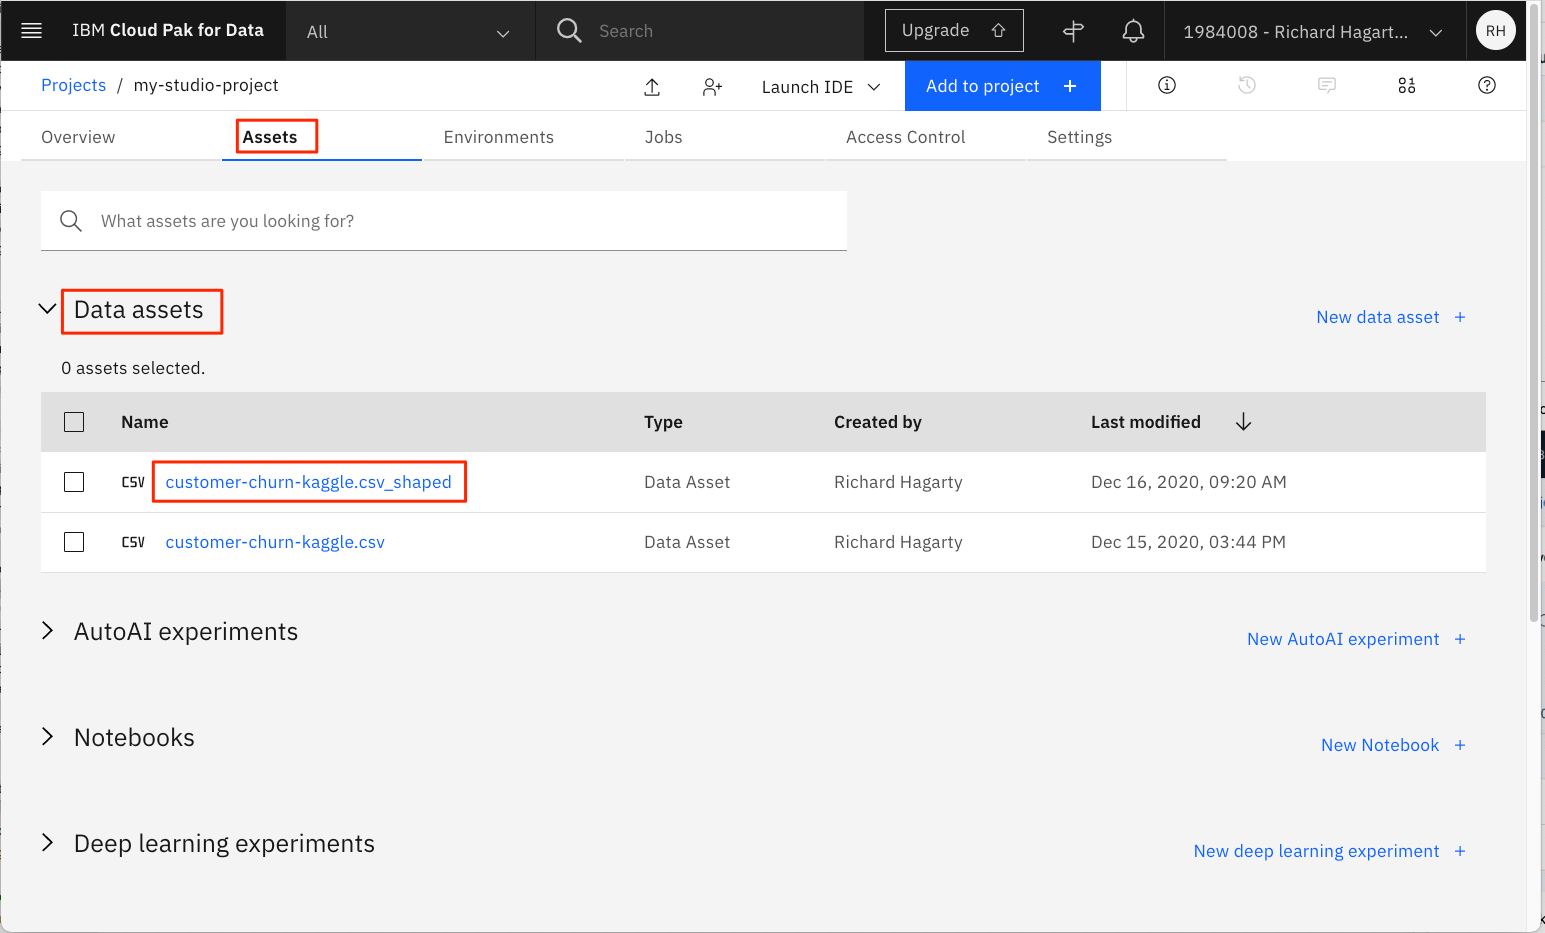 IBM Cloud Pak for Data All Search Upgrade 1984008 - Richard Hagart... RH
Projects / my-studio-project Launch IDE Add to project +
Overview Assets Environments Jobs Access Control Settings
What assets are you looking for?
Data assets
New data asset +
0 assets selected.
Name Type Created by Last modified
CSV customer-churn-kaggle.csv_shaped Data Asset Richard Hagarty Dec 16, 2020, 09:20 AM
CSV customer-churn-kaggle.csv Data Asset Richard Hagarty Dec 15, 2020, 03:44 PM
AutoAI experiments
New AutoAI experiment +
Notebooks
New Notebook +
Deep learning experiments
New deep learning experiment +